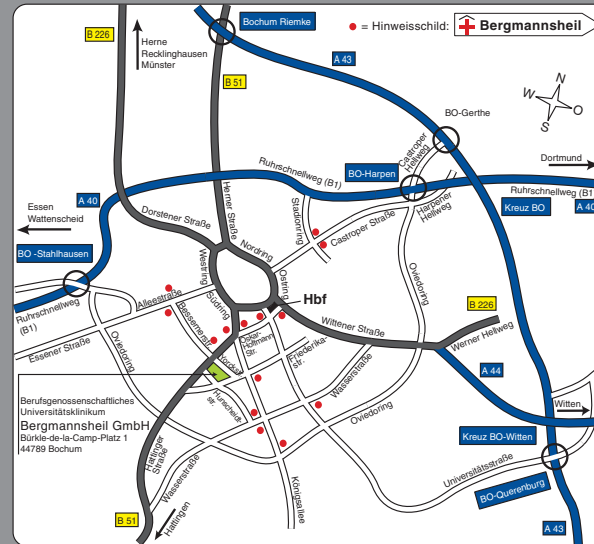 B 226
Herne
Recklinghausen
Münster
Bochum Riemke
= Hinweisschild:
Bergmannsheil
B 51
A 43
N
W
O
S
BO-Gerthe
Castroper
Hellweg
Dortmund
Ruhrschnellweg (B1)
BO-Harpen
Ruhrschnellweg (B1
A 40
Harpener
Hellweg
Kreuz BO
A 40
Essen
Wattenscheid
Dorstener Straße
Herner Straße
Stadionring
Castroper Straße
BO -Stahlhausen
Nordring
Westring
Ostring
Oviedoring
Hbf
B 226
Alleestraße
Südring
Ruhrschnellweg
(B1)
Bessemerstr.
Wittener Straße
Werner Hellweg
Essener Straße
Oviedoring
Oskar-
Hoffmann
Str.
Friederika-
str.
A 44
Wasserstraße
Hunscheidt-
str.
Oviedoring
Witten
Berufsgenossenschaftliches
Universitätsklinikum
Bergmannsheil GmbH
Bürkle-de-la-Camp-Platz 1
44789 Bochum
Hattinger
Straße
Wasserstraße
Kreuz BO-Witten
Universitätsstraße
BO-Querenburg
Königsallee
B 51
Hattingen
A 43